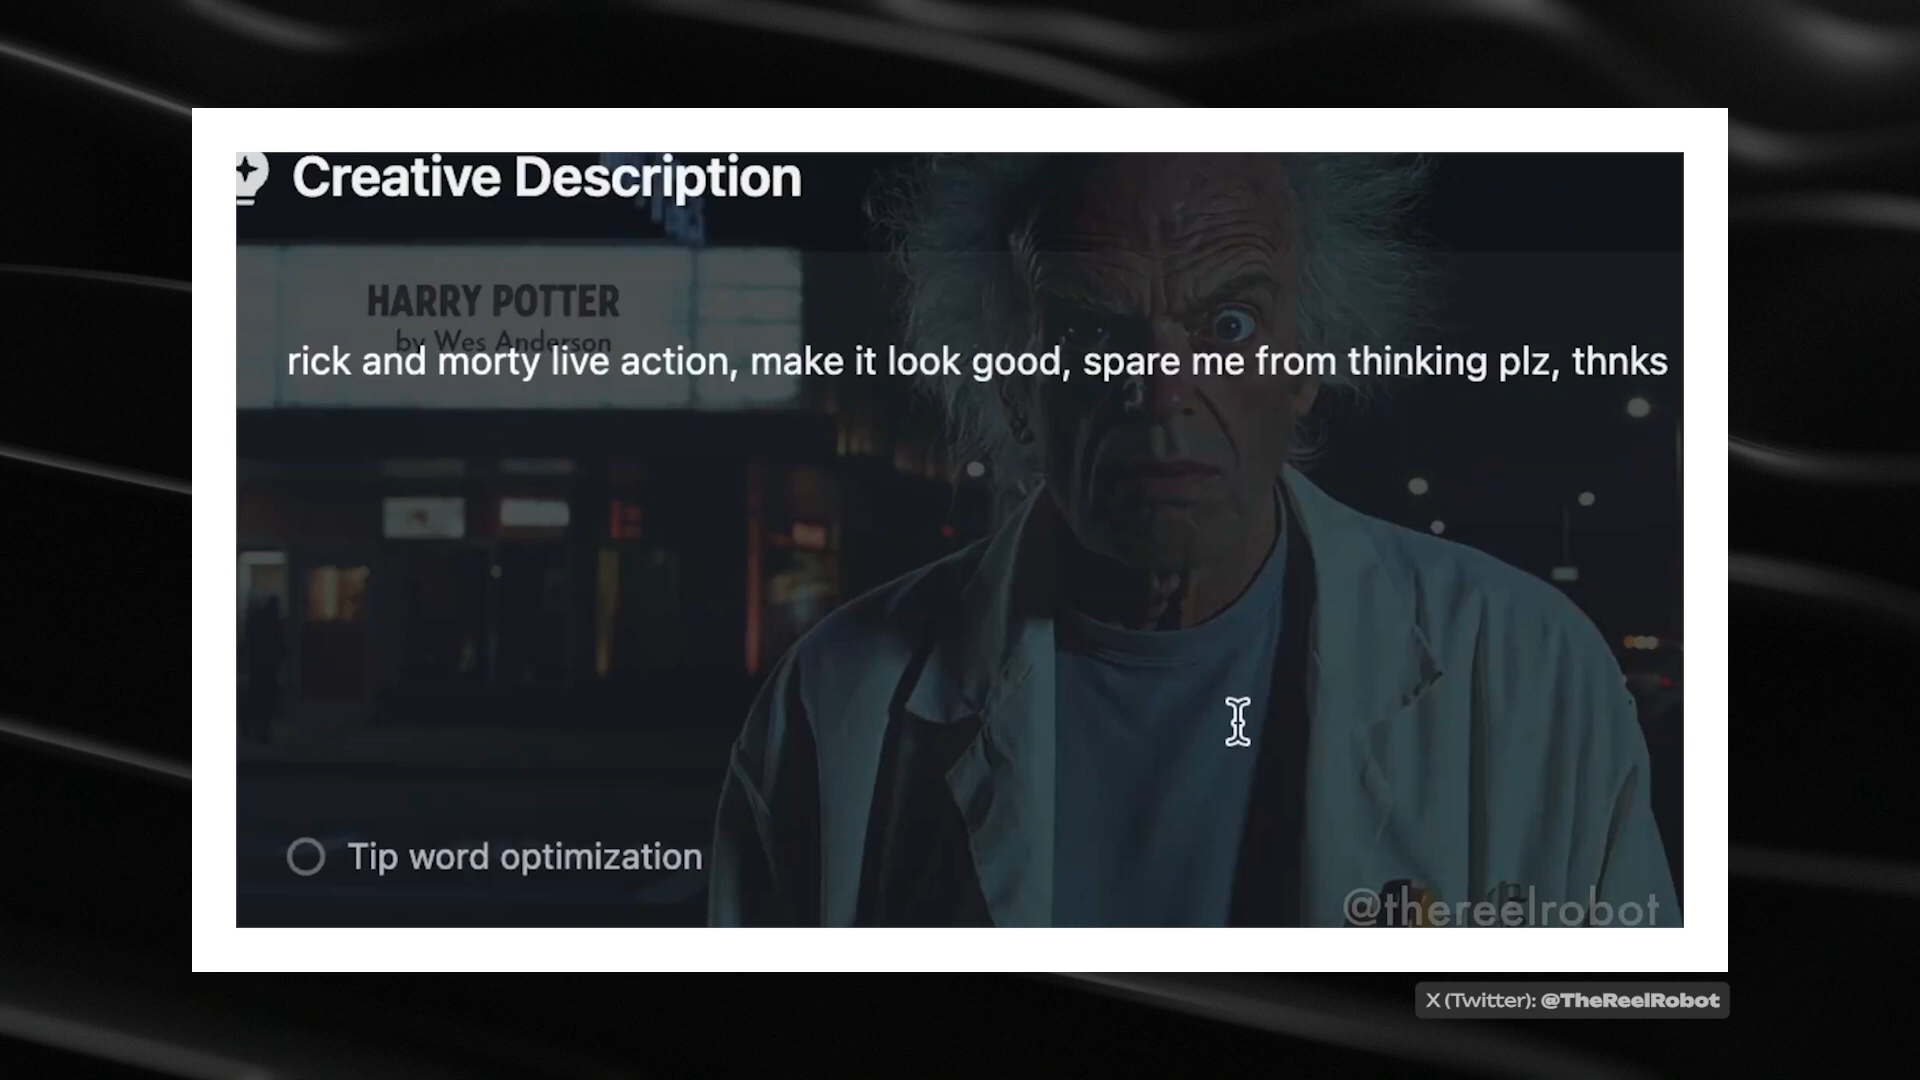 Creative Description
HARRY POTTER
by Wes Anderson
rick and morty live action, make it look good, spare me from thinking plz, thnks
Tip word optimization
@thereelrobot
X (Twitter): @TheReelRobot